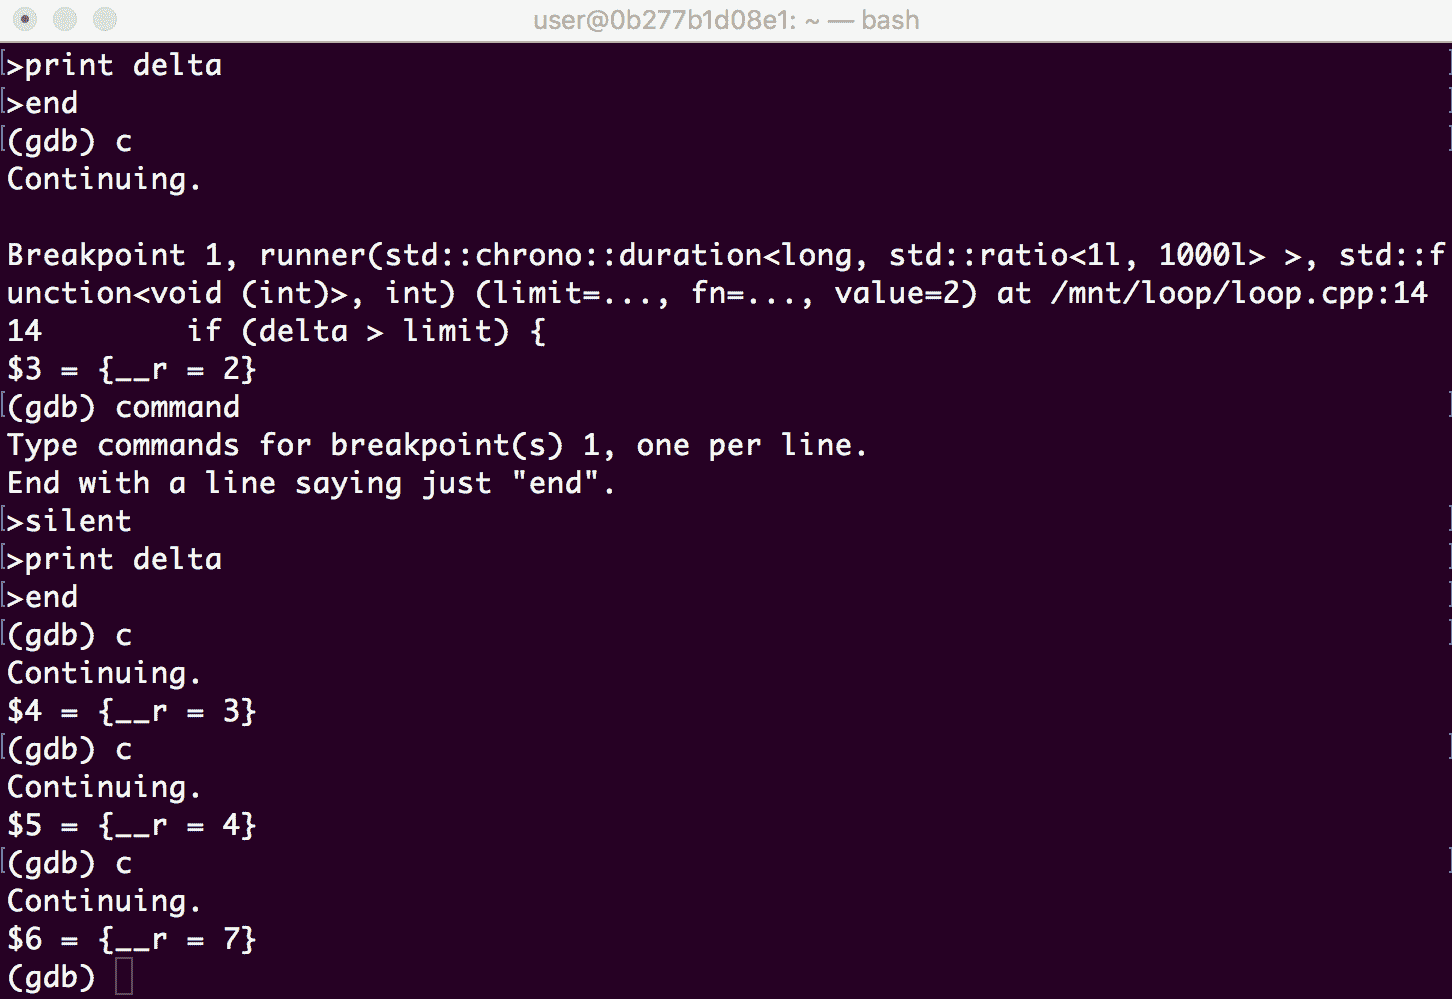 user@0b277b1d08e1: ~ — bash
>print delta
>end
(gdb) c
Continuing.
Breakpoint 1, runner(std::chrono::duration<long, std::ratio<1l, 1000l> >, std::f
unction<void (int)>, int) (limit=..., fn=..., value=2) at /mnt/loop/loop.cpp:14
14        if (delta > limit) {
$3 = {__r = 2}
(gdb) command
Type commands for breakpoint(s) 1, one per line.
End with a line saying just "end".
>silent
>print delta
>end
(gdb) c
Continuing.
$4 = {__r = 3}
(gdb) c
Continuing.
$5 = {__r = 4}
(gdb) c
Continuing.
$6 = {__r = 7}
(gdb)